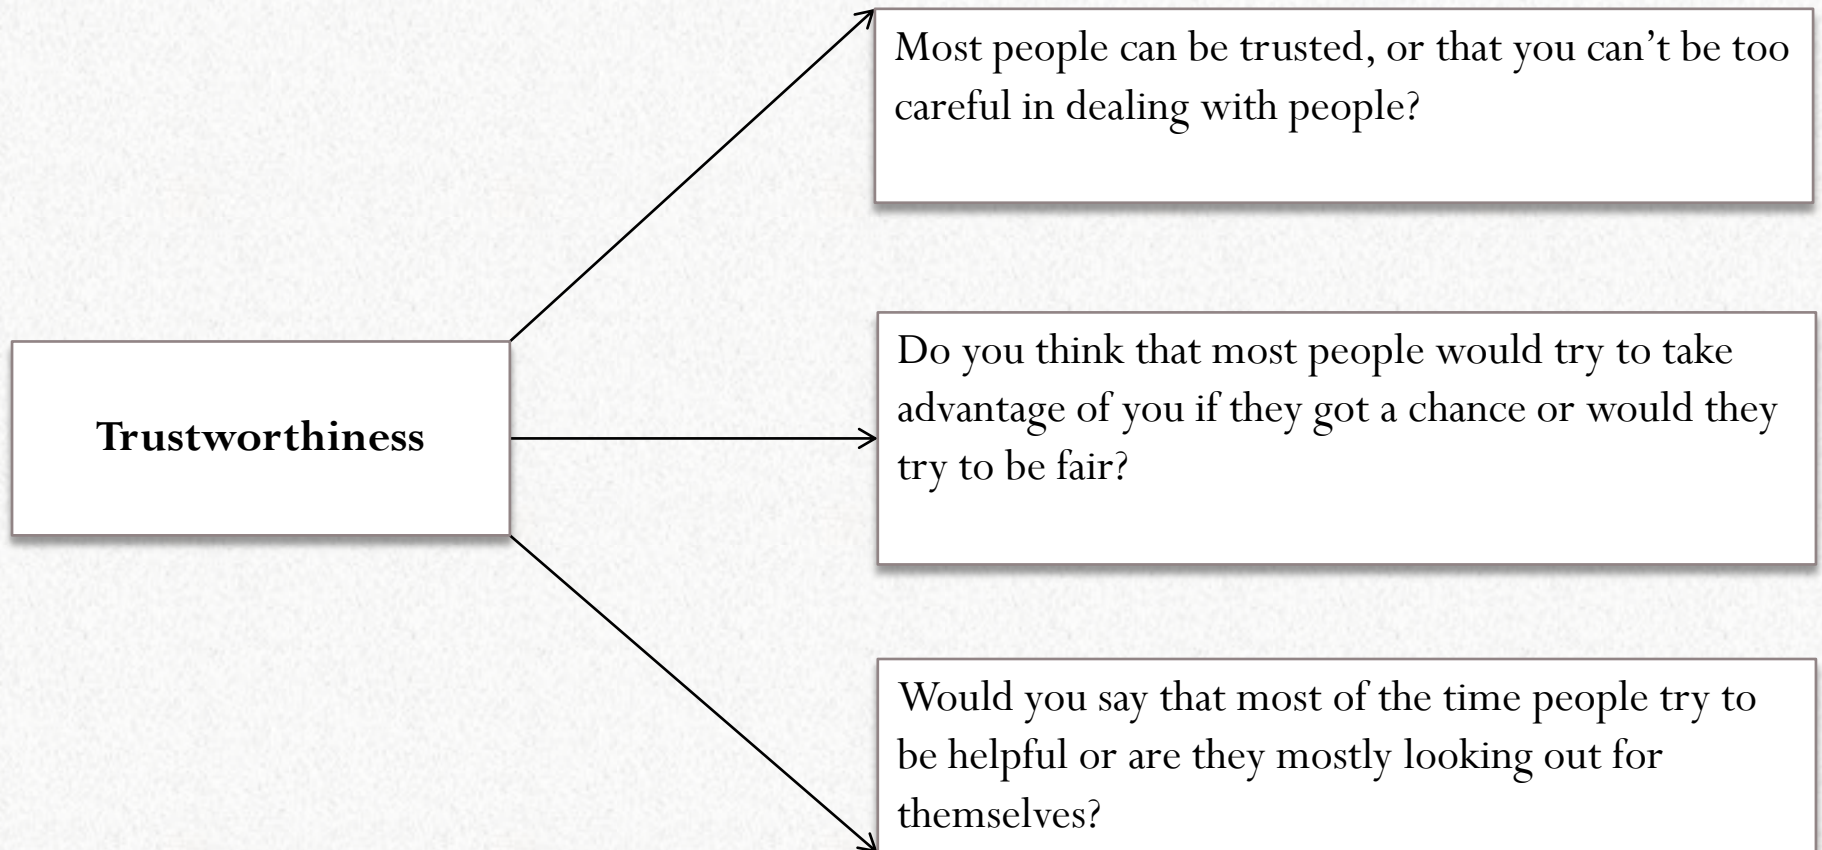 Most people can be trusted, or that you can’t be too
careful in dealing with people?
Trustworthiness
Do you think that most people would try to take
advantage of you if they got a chance or would they
try to be fair?
Would you say that most of the time people try to
be helpful or are they mostly looking out for
themselves?